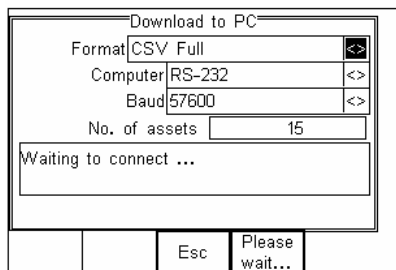 Download to PC
Format CSV Full <>
Computer RS-232 <>
Baud 57600 <>
No. of assets 15
Waiting to connect ...
Esc
Please
wait...